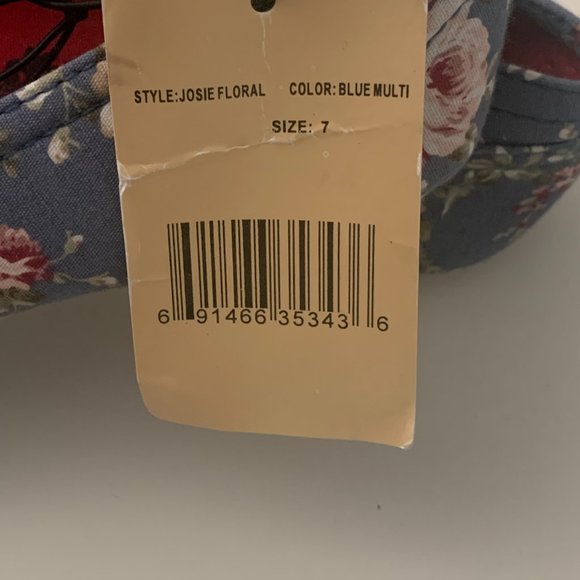 STYLE:JOSIE FLORAL COLOR:BLUE MULTI
SIZE: 7
6 91466 35343 6